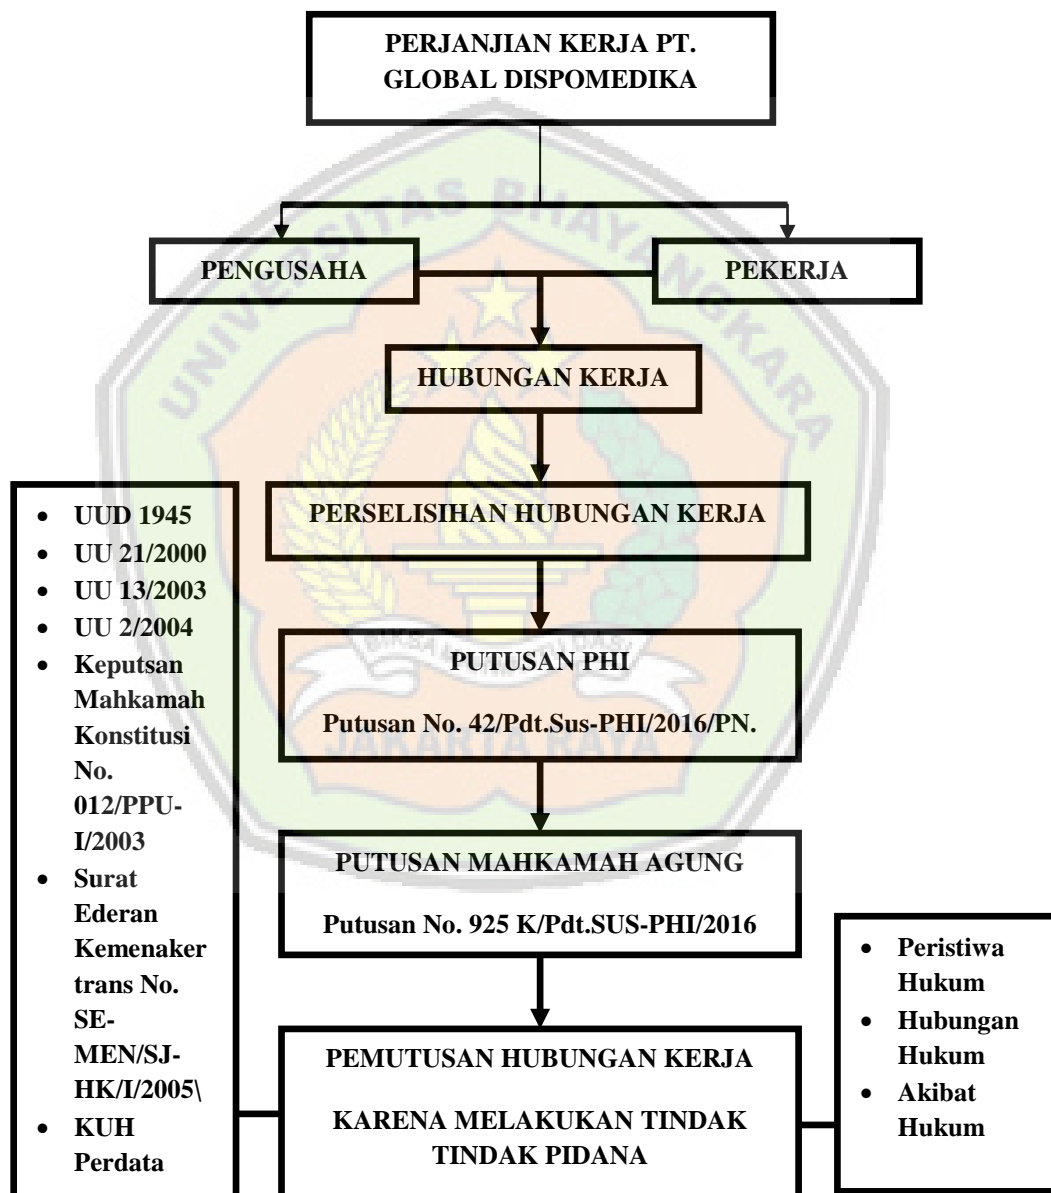 PERJANJIAN KERJA PT.
GLOBAL DISPOMEDIKA
UNIVERSITAS BHAYANGKARA
PENGUSAHA
PEKERJA
HUBUNGAN KERJA
PERSELISIHAN HUBUNGAN KERJA
• UUD 1945
• UU 21/2000
• UU 13/2003
• UU 2/2004
• Keputsan
Mahkamah
Konstitusi
No.
012/PPU-
I/2003
• Surat
Ederan
Kemenaker
trans No.
SE-
MEN/SJ-
HK/I/2005\
• KUH
Perdata
PUTUSAN PHI
Putusan No. 42/Pdt.Sus-PHI/2016/PN.
JAKARTA RAYA
PUTUSAN MAHKAMAH AGUNG
Putusan No. 925 K/Pdt.SUS-PHI/2016
PEMUTUSAN HUBUNGAN KERJA
KARENA MELAKUKAN TINDAK
TINDAK PIDANA
• Peristiwa
Hukum
• Hubungan
Hukum
• Akibat
Hukum